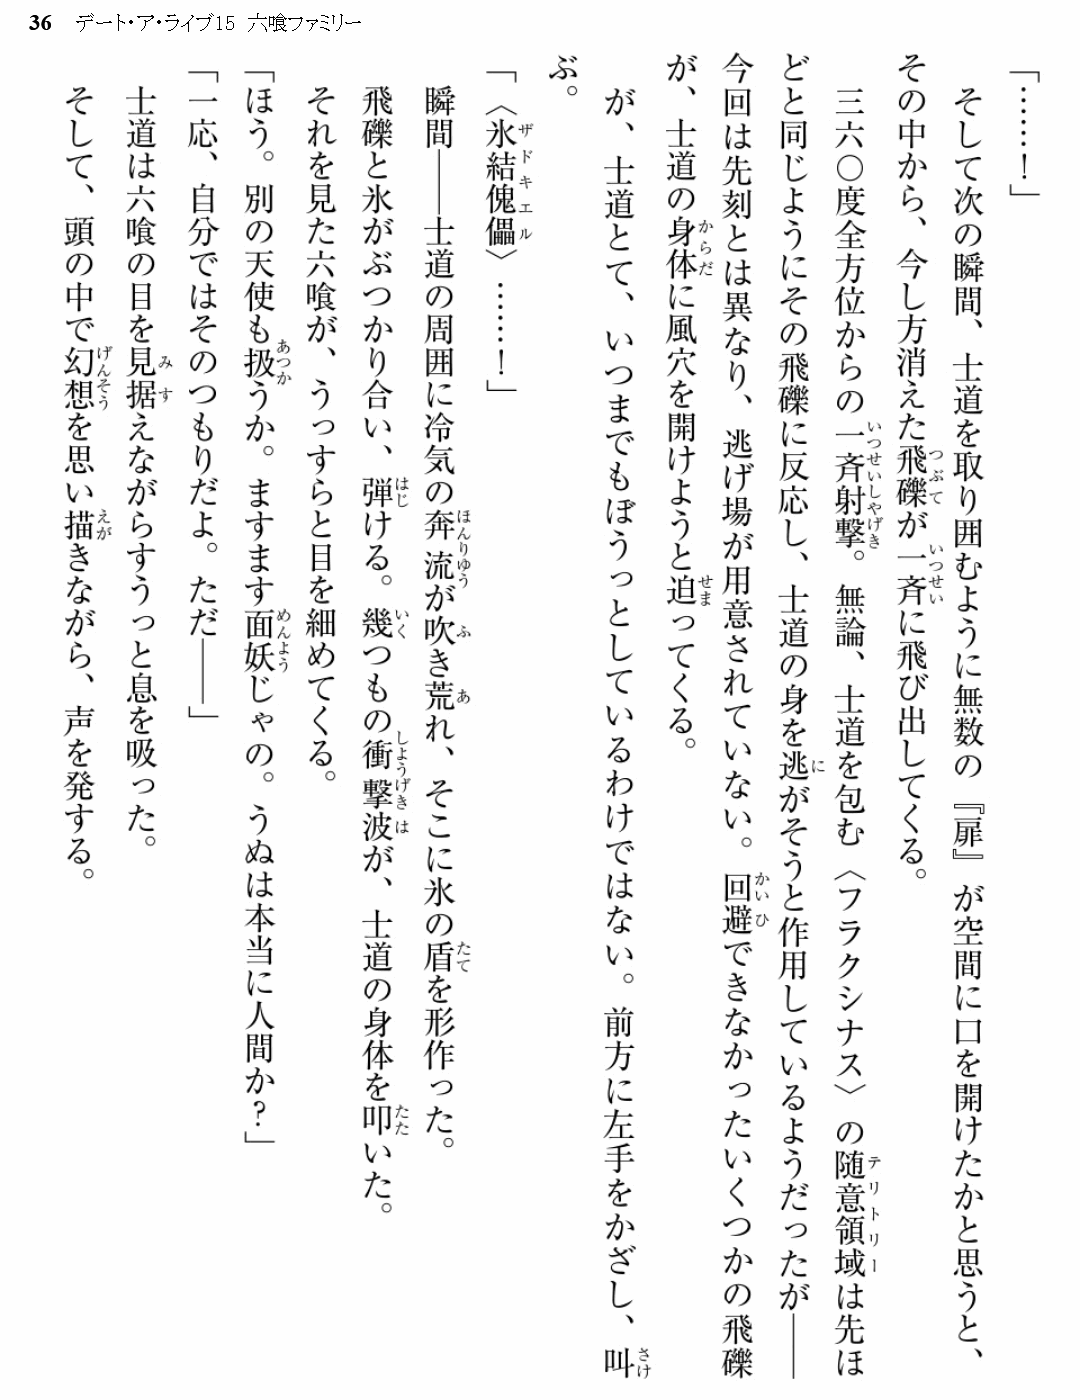 36 デート・ア・ライブ15 六喰ファミリー
「……！」
そして次の瞬間、士道を取り囲むように無数の『扉』が空間に口を開けたかと思うと、
その中から、今し方消えた飛礫が一斉に飛び出してくる。
三六〇度全方位からの一斉射撃。無論、士道を包む〈フラクシナス〉の随意領域は先ほ
どと同じようにその飛礫に反応し、士道の身を逃がそうと作用しているようだったが――
今回は先刻とは異なり、逃げ場が用意されていない。回避できなかったいくつかの飛礫
が、士道の身体に風穴を開けようと迫ってくる。
が、士道とて、いつまでもぼうっとしているわけではない。前方に左手をかざし、叫
ぶ。
「〈氷結傀儡〉……！」
瞬間――士道の周囲に冷気の奔流が吹き荒れ、そこに氷の盾を形作った。
飛礫と氷がぶつかり合い、弾ける。幾つもの衝撃波が、士道の身体を叩いた。
それを見た六喰が、うっすらと目を細めてくる。
「ほう。別の天使も扱うか。ますます面妖じゃの。うぬは本当に人間か？」
「一応、自分ではそのつもりだよ。ただ――」
士道は六喰の目を見据えながらすうっと息を吸った。
そして、頭の中で幻想を思い描きながら、声を発する。